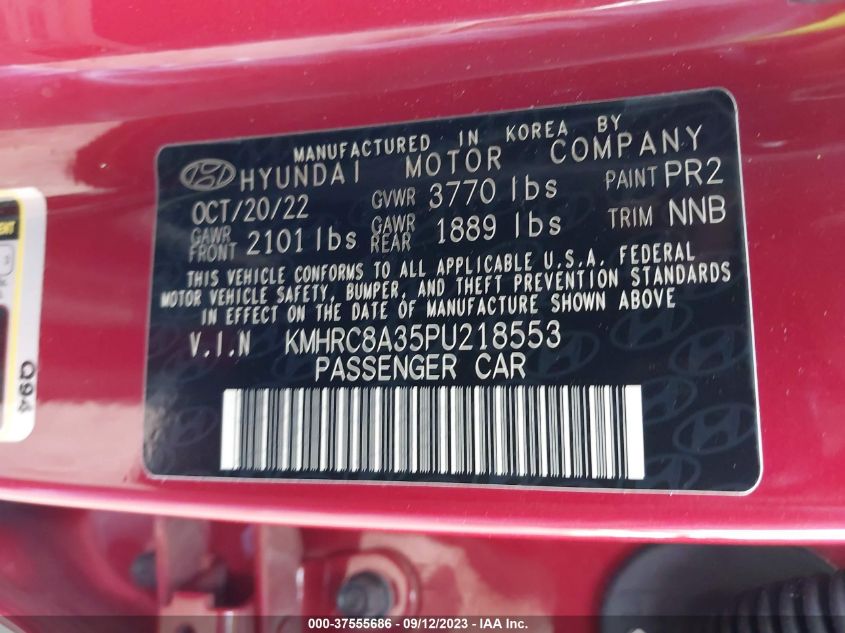 MANUFACTURED IN KOREA BY
HYUNDAI MOTOR COMPANY
OCT/20/22 GVWR 3770 lbs PAINT PR2
GAWR FRONT 2101 lbs GAWR REAR 1889 lbs TRIM NNB
THIS VEHICLE CONFORMS TO ALL APPLICABLE U.S.A. FEDERAL
MOTOR VEHICLE SAFETY, BUMPER, AND THEFT PREVENTION STANDARDS
IN EFFECT ON THE DATE OF MANUFACTURE SHOWN ABOVE
V.I.N KMHRC8A35PU218553
PASSENGER CAR
Q94
000-37555686 - 09/12/2023 - IAA Inc.